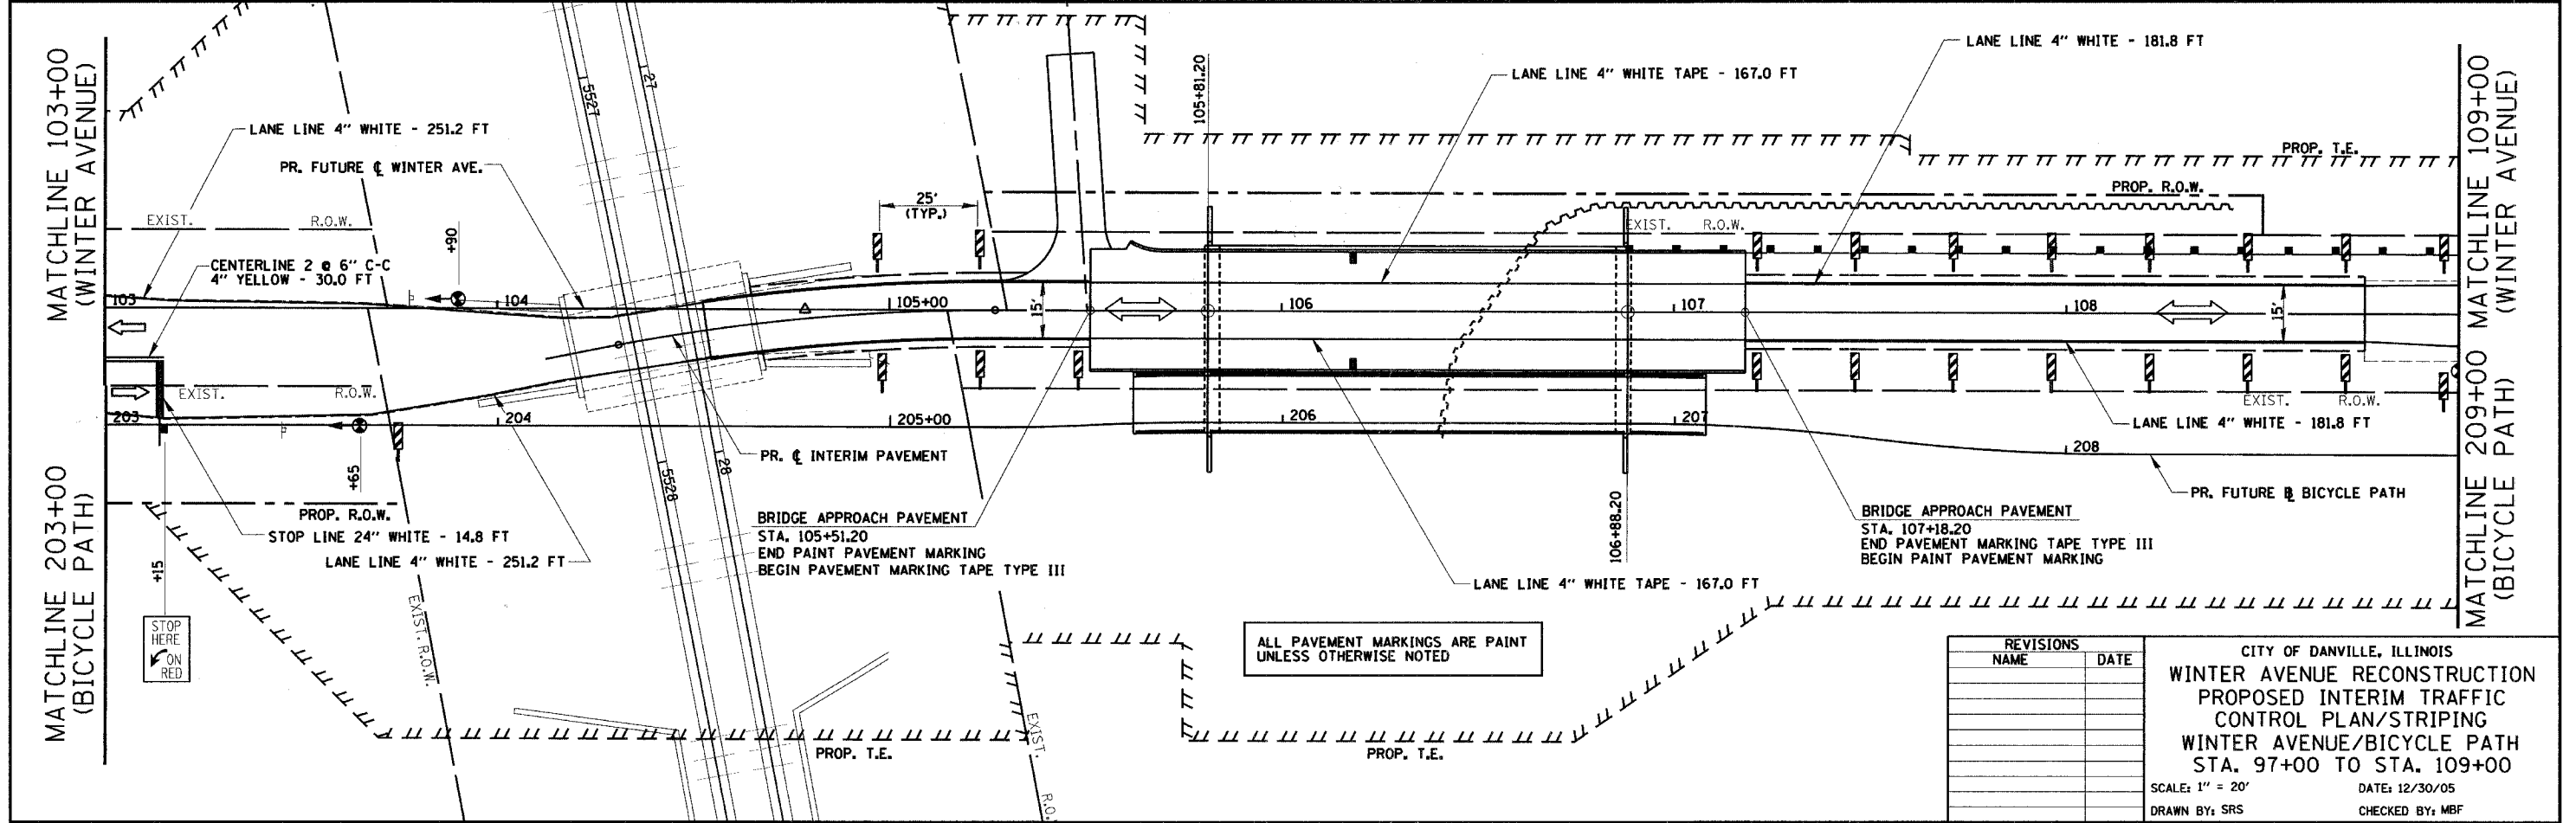 MATCHLINE 103+00
(WINTER AVENUE)
MATCHLINE 203+00
(BICYCLE PATH)
LANE LINE 4" WHITE - 251.2 FT
PR. FUTURE ℄ WINTER AVE.
EXIST. R.O.W.
+90
CENTERLINE 2 @ 6" C-C
4" YELLOW - 30.0 FT
103
104
105+00
106
107
108
EXIST. R.O.W.
203
204
205+00
206
207
208
+65
+15
PROP. R.O.W.
STOP LINE 24" WHITE - 14.8 FT
LANE LINE 4" WHITE - 251.2 FT
STOP
HERE
ON
RED
EXIST. R.O.W.
5527
27
5528
28
25'
(TYP.)
15'
PR. ℄ INTERIM PAVEMENT
BRIDGE APPROACH PAVEMENT
STA. 105+51.20
END PAINT PAVEMENT MARKING
BEGIN PAVEMENT MARKING TAPE TYPE III
PROP. T.E.
EXIST.
R.O.
105+81.20
LANE LINE 4" WHITE TAPE - 167.0 FT
LANE LINE 4" WHITE - 181.8 FT
PROP. T.E.
PROP. R.O.W.
EXIST. R.O.W.
15'
EXIST. R.O.W.
LANE LINE 4" WHITE - 181.8 FT
PR. FUTURE ⅊ BICYCLE PATH
106+88.20
BRIDGE APPROACH PAVEMENT
STA. 107+18.20
END PAVEMENT MARKING TAPE TYPE III
BEGIN PAINT PAVEMENT MARKING
LANE LINE 4" WHITE TAPE - 167.0 FT
ALL PAVEMENT MARKINGS ARE PAINT
UNLESS OTHERWISE NOTED
PROP. T.E.
MATCHLINE 109+00
(WINTER AVENUE)
MATCHLINE 209+00
(BICYCLE PATH)
REVISIONS
NAME DATE
CITY OF DANVILLE, ILLINOIS
WINTER AVENUE RECONSTRUCTION
PROPOSED INTERIM TRAFFIC
CONTROL PLAN/STRIPING
WINTER AVENUE/BICYCLE PATH
STA. 97+00 TO STA. 109+00
SCALE: 1" = 20' DATE: 12/30/05
DRAWN BY: SRS CHECKED BY: MBF